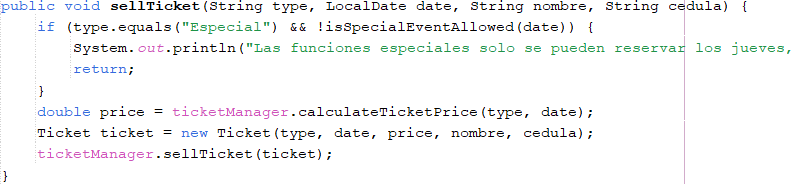 public void sellTicket(String type, LocalDate date, String nombre, String cedula) {
if (type.equals("Especial") && !isSpecialEventAllowed(date)) {
System.out.println("Las funciones especiales solo se pueden reservar los jueves,
return;
}
double price = ticketManager.calculateTicketPrice(type, date);
Ticket ticket = new Ticket(type, date, price, nombre, cedula);
ticketManager.sellTicket(ticket);
}